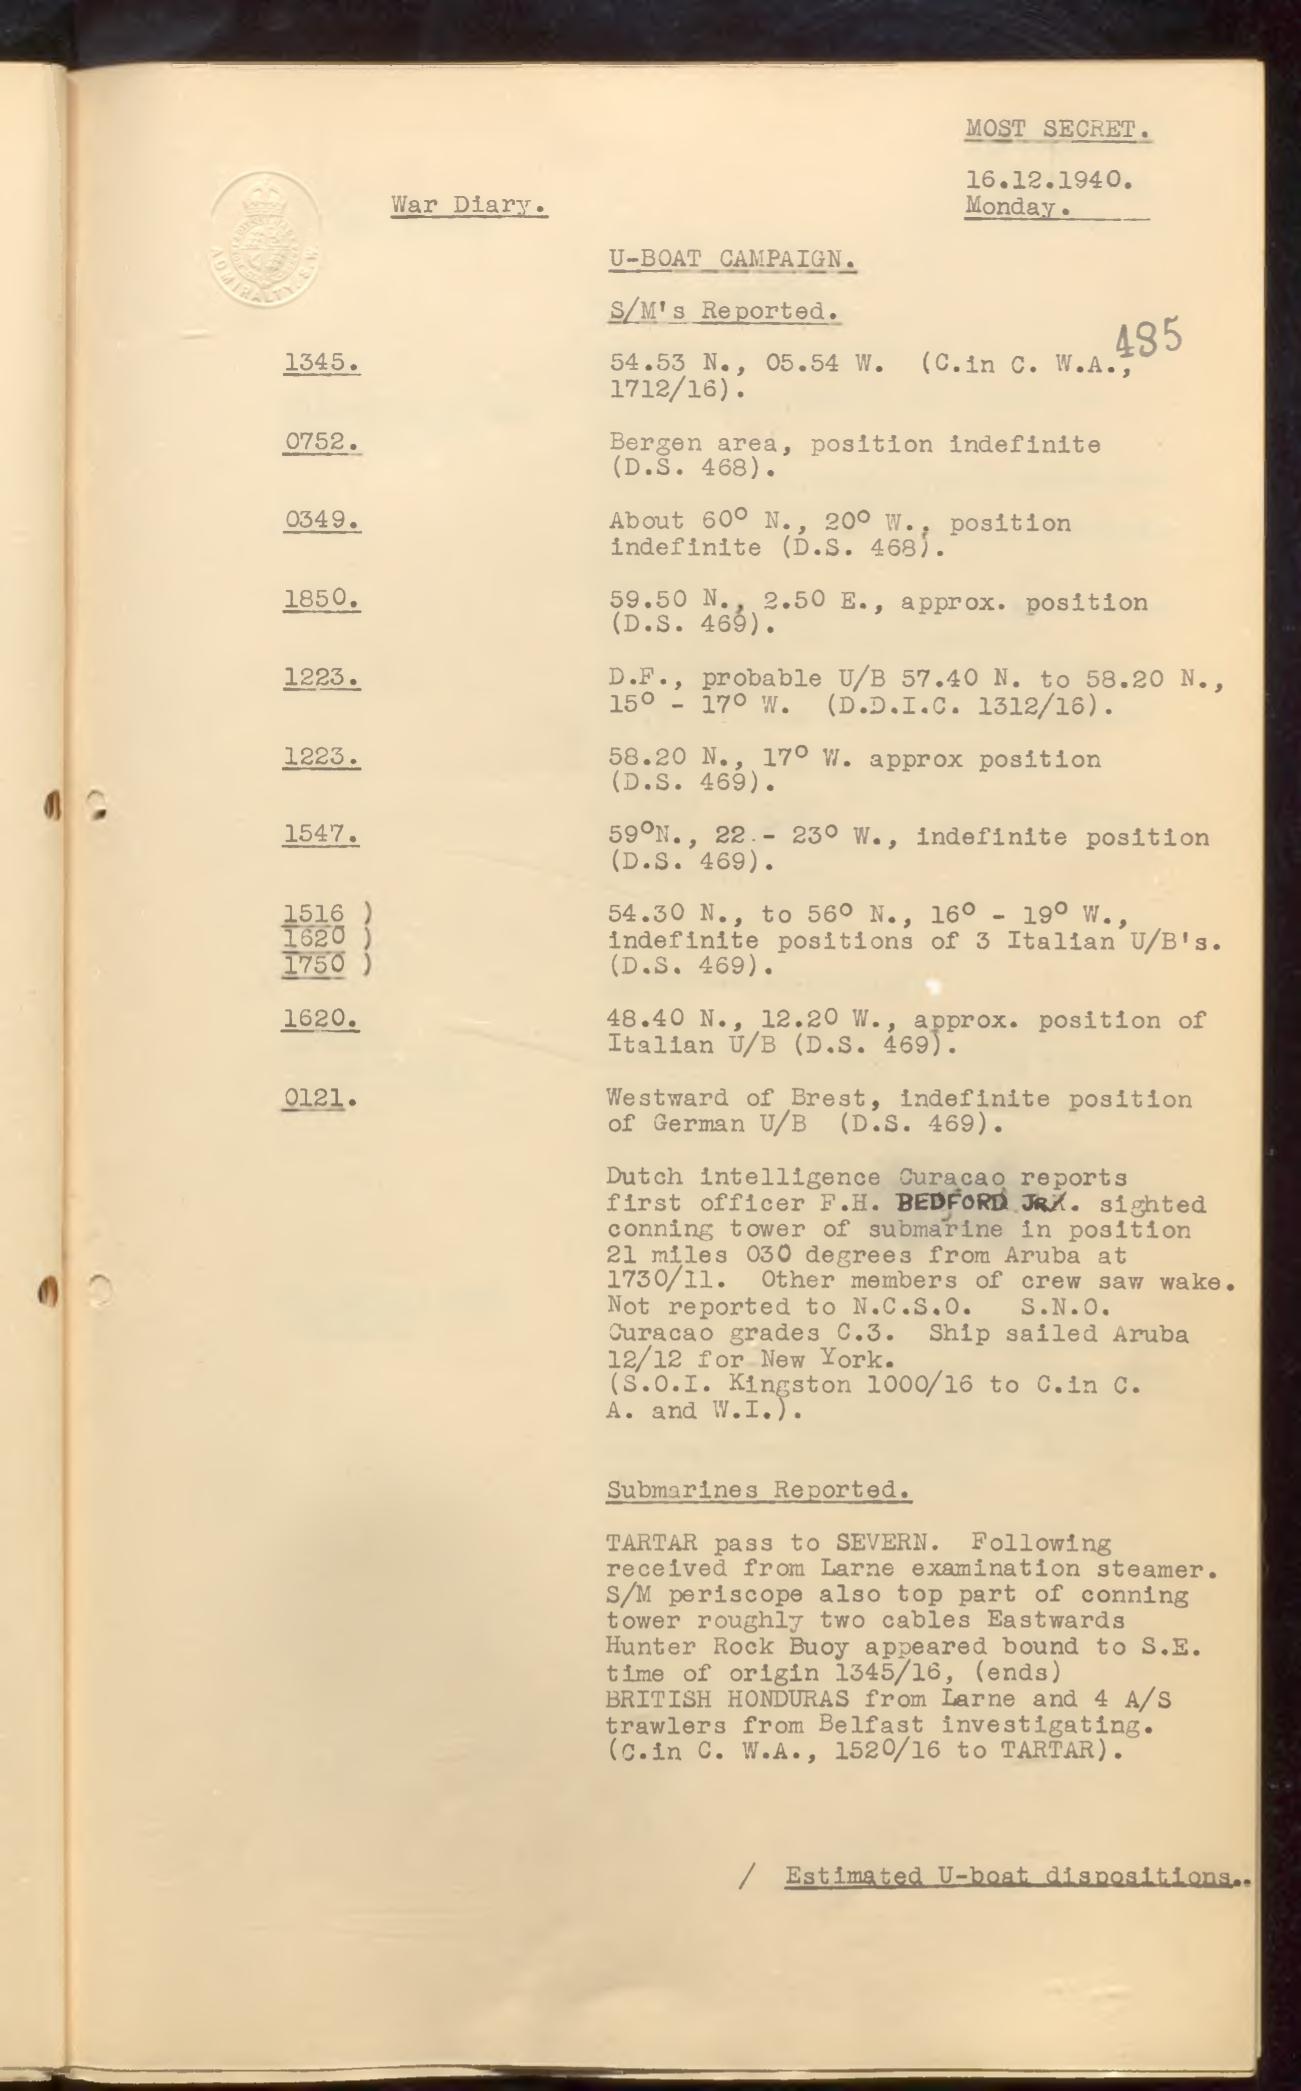 MOST SECRET.
16.12.1940.
War Diary.
Monday.
ADMIRALTY. S.W.
U-BOAT CAMPAIGN.
S/M's Reported.
485
1345. 54.53 N., 05.54 W. (C.in C. W.A.,
1712/16).
0752. Bergen area, position indefinite
(D.S. 468).
0349. About 60° N., 20° W., position
indefinite (D.S. 468).
1850. 59.50 N., 2.50 E., approx. position
(D.S. 469).
1223. D.F., probable U/B 57.40 N. to 58.20 N.,
15° - 17° W. (D.D.I.C. 1312/16).
1223. 58.20 N., 17° W. approx position
(D.S. 469).
1547. 59°N., 22 - 23° W., indefinite position
(D.S. 469).
1516 ) 54.30 N., to 56° N., 16° - 19° W.,
1620 ) indefinite positions of 3 Italian U/B's.
1750 ) (D.S. 469).
1620. 48.40 N., 12.20 W., approx. position of
Italian U/B (D.S. 469).
0121. Westward of Brest, indefinite position
of German U/B (D.S. 469).
Dutch intelligence Curacao reports
first officer F.H. BEDFORD JR. sighted
conning tower of submarine in position
21 miles 030 degrees from Aruba at
1730/11. Other members of crew saw wake.
Not reported to N.C.S.O. S.N.O.
Curacao grades C.3. Ship sailed Aruba
12/12 for New York.
(S.O.I. Kingston 1000/16 to C.in C.
A. and W.I.).
Submarines Reported.
TARTAR pass to SEVERN. Following
received from Larne examination steamer.
S/M periscope also top part of conning
tower roughly two cables Eastwards
Hunter Rock Buoy appeared bound to S.E.
time of origin 1345/16, (ends)
BRITISH HONDURAS from Larne and 4 A/S
trawlers from Belfast investigating.
(C.in C. W.A., 1520/16 to TARTAR).
/ Estimated U-boat dispositions..